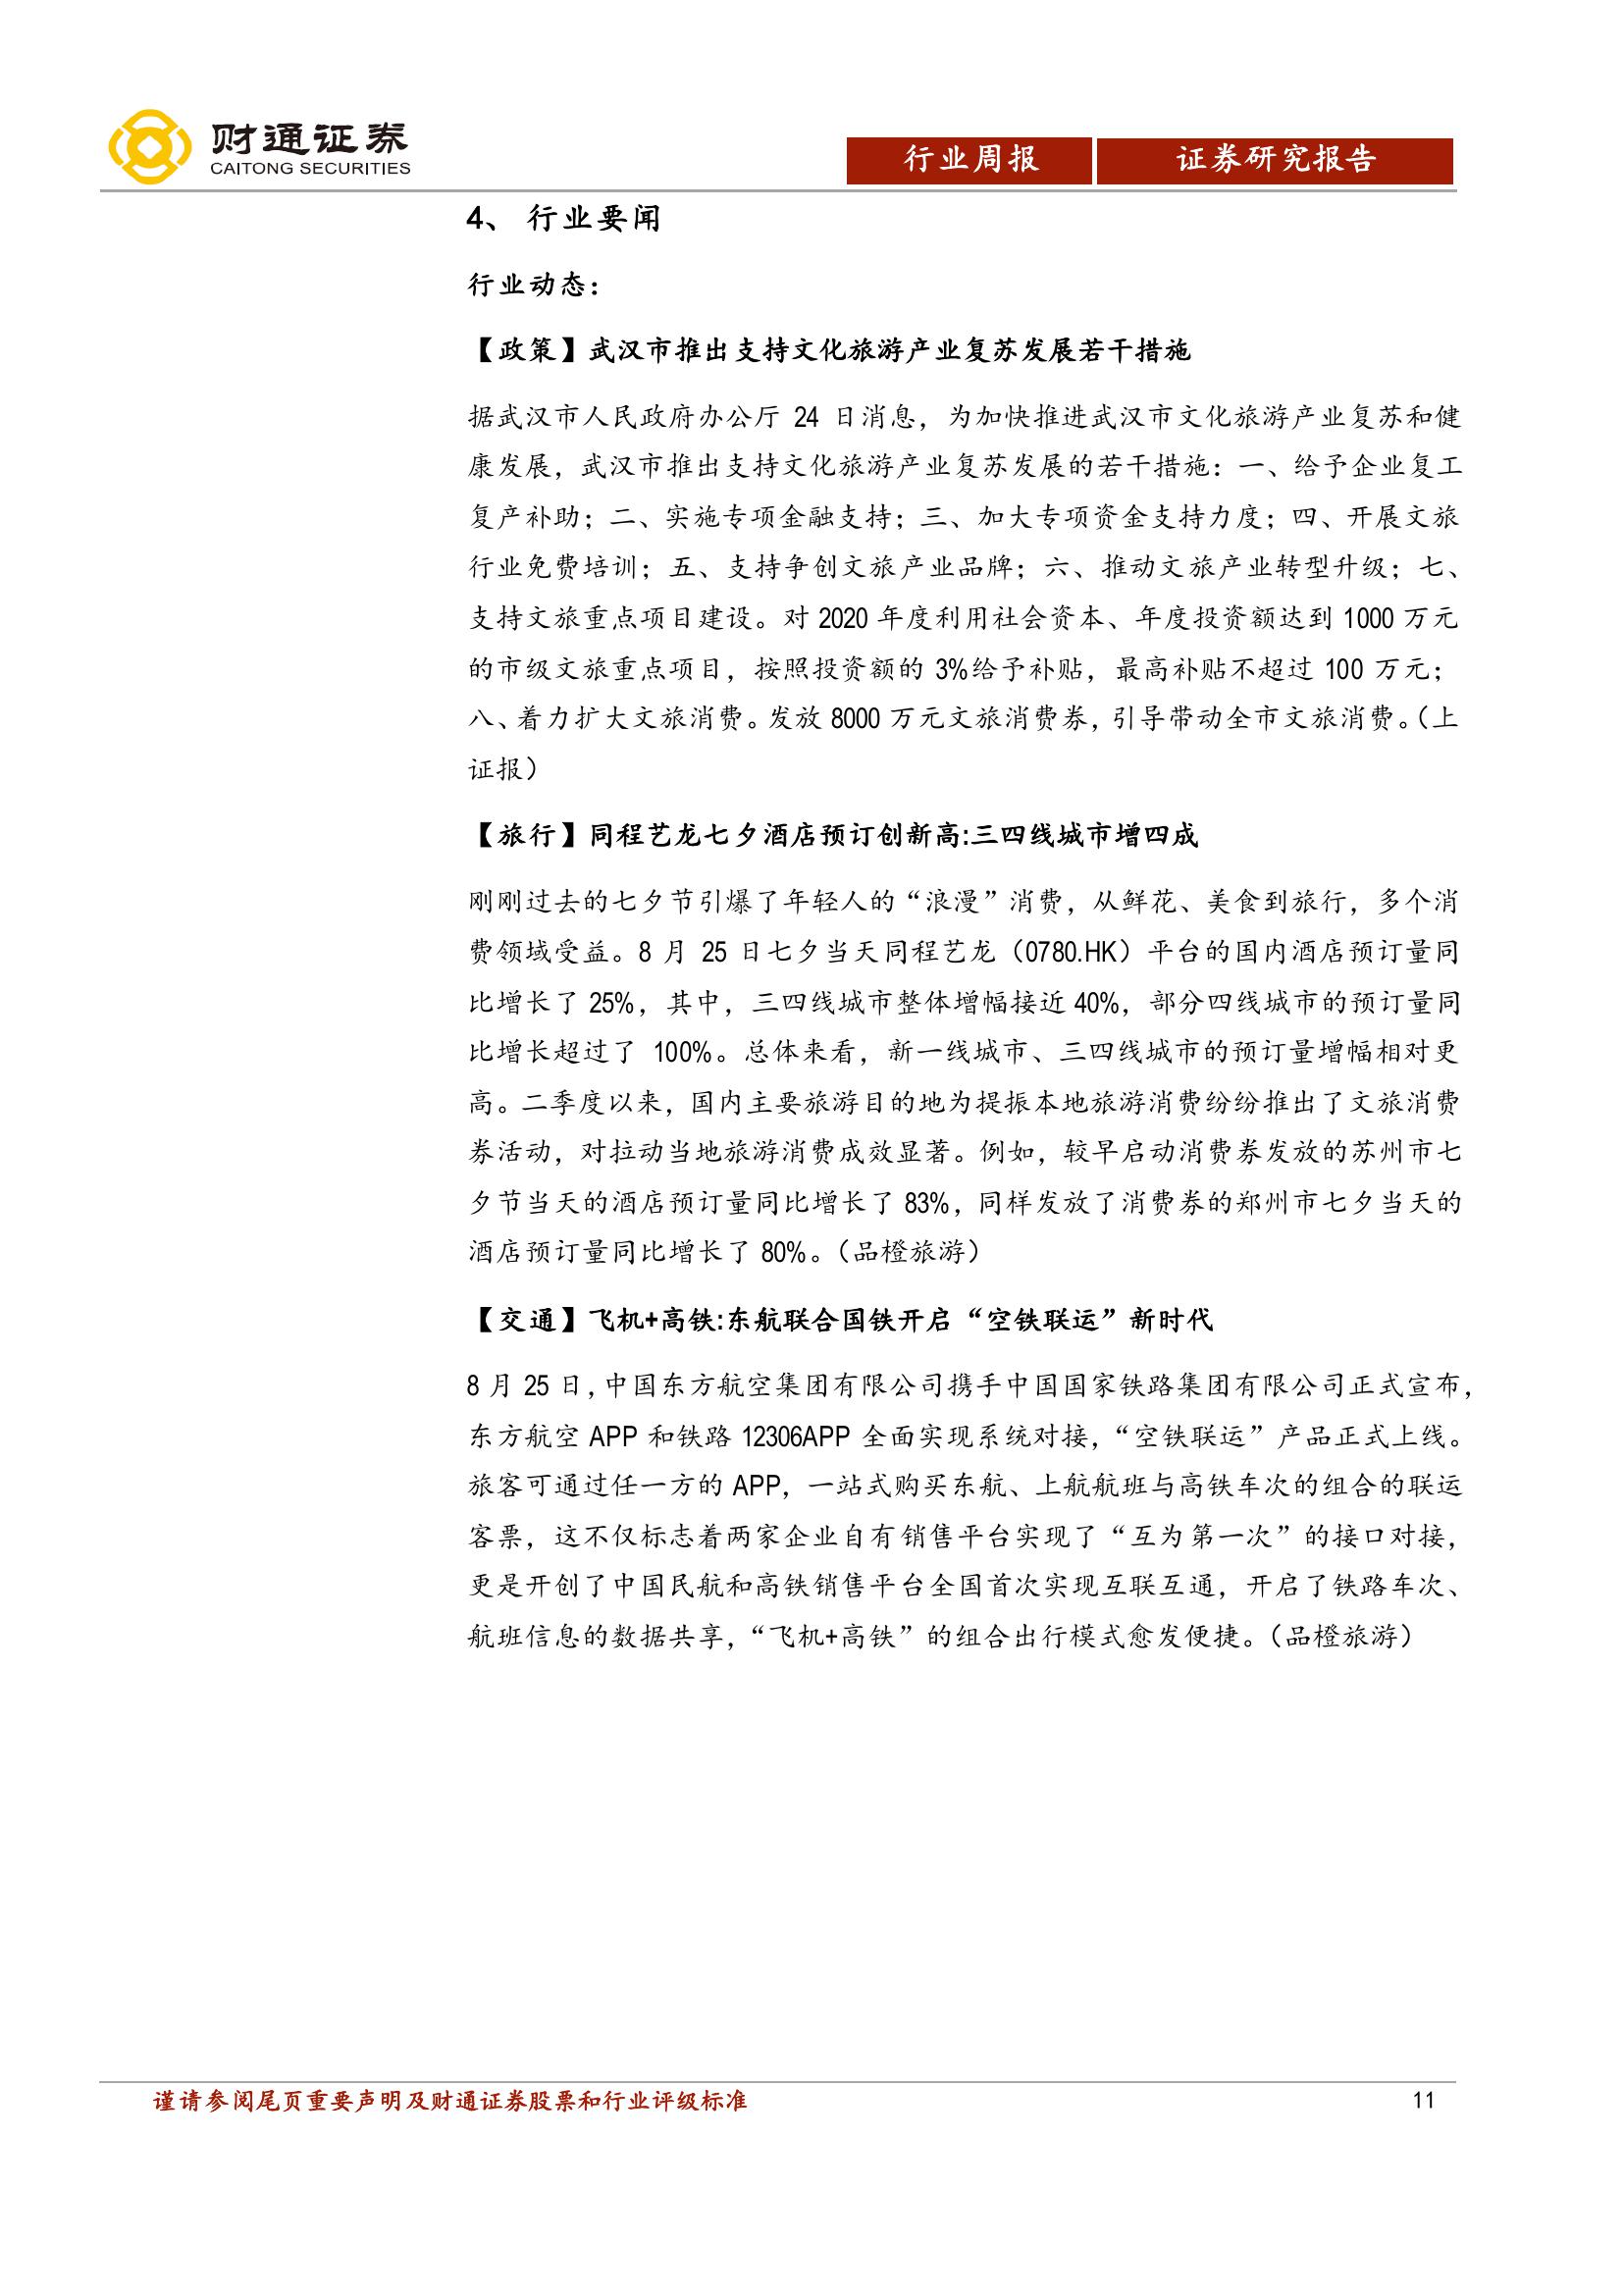 财通证券
CAITONG SECURITIES
行业周报 证券研究报告
4、 行业要闻
行业动态：
【政策】武汉市推出支持文化旅游产业复苏发展若干措施
据武汉市人民政府办公厅 24 日消息，为加快推进武汉市文化旅游产业复苏和健
康发展，武汉市推出支持文化旅游产业复苏发展的若干措施：一、给予企业复工
复产补助；二、实施专项金融支持；三、加大专项资金支持力度；四、开展文旅
行业免费培训；五、支持争创文旅产业品牌；六、推动文旅产业转型升级；七、
支持文旅重点项目建设。对 2020 年度利用社会资本、年度投资额达到 1000 万元
的市级文旅重点项目，按照投资额的 3%给予补贴，最高补贴不超过 100 万元；
八、着力扩大文旅消费。发放 8000 万元文旅消费券，引导带动全市文旅消费。（上
证报）
【旅行】同程艺龙七夕酒店预订创新高:三四线城市增四成
刚刚过去的七夕节引爆了年轻人的“浪漫”消费，从鲜花、美食到旅行，多个消
费领域受益。8 月 25 日七夕当天同程艺龙（0780.HK）平台的国内酒店预订量同
比增长了 25%，其中，三四线城市整体增幅接近 40%，部分四线城市的预订量同
比增长超过了 100%。总体来看，新一线城市、三四线城市的预订量增幅相对更
高。二季度以来，国内主要旅游目的地为提振本地旅游消费纷纷推出了文旅消费
券活动，对拉动当地旅游消费成效显著。例如，较早启动消费券发放的苏州市七
夕节当天的酒店预订量同比增长了 83%，同样发放了消费券的郑州市七夕当天的
酒店预订量同比增长了 80%。（品橙旅游）
【交通】飞机+高铁:东航联合国铁开启“空铁联运”新时代
8 月 25 日，中国东方航空集团有限公司携手中国国家铁路集团有限公司正式宣布，
东方航空 APP 和铁路 12306APP 全面实现系统对接，“空铁联运”产品正式上线。
旅客可通过任一方的 APP，一站式购买东航、上航航班与高铁车次的组合的联运
客票，这不仅标志着两家企业自有销售平台实现了“互为第一次”的接口对接，
更是开创了中国民航和高铁销售平台全国首次实现互联互通，开启了铁路车次、
航班信息的数据共享，“飞机+高铁”的组合出行模式愈发便捷。（品橙旅游）
谨请参阅尾页重要声明及财通证券股票和行业评级标准 11